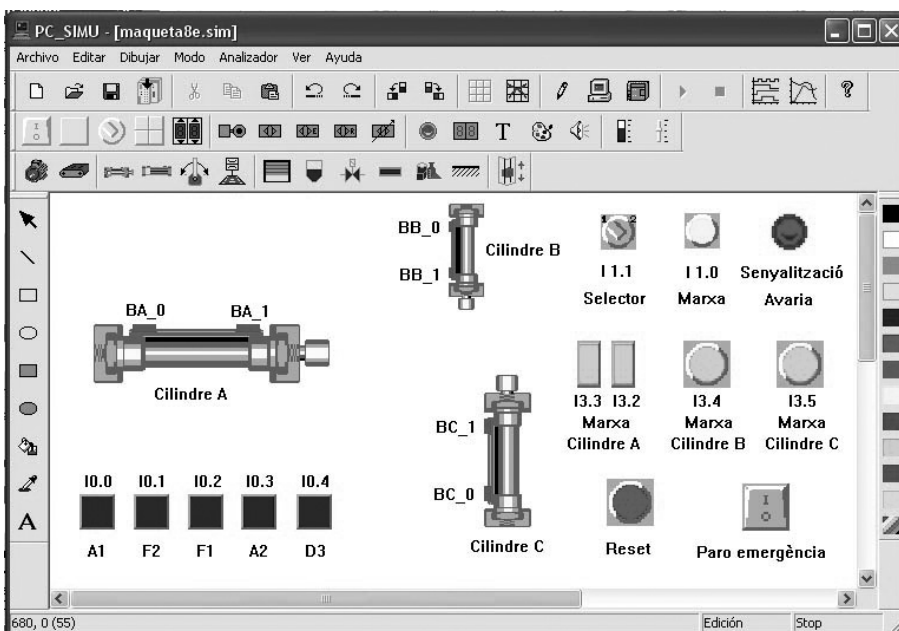 PC_SIMU - [maqueta8e.sim]
Archivo Editar Dibujar Modo Analizador Ver Ayuda
I
O
T
A
BB_0
Cilindre B
BB_1
1 2
I 1.1
Selector
I 1.0
Marxa
Senyalització
Avaria
BA_0 BA_1
Cilindre A
I3.3 I3.2
Marxa
Cilindre A
I3.4
Marxa
Cilindre B
I3.5
Marxa
Cilindre C
BC_1
BC_0
Cilindre C
I0.0 I0.1 I0.2 I0.3 I0.4
A1 F2 F1 A2 D3
Reset
I
O
Paro emergència
680, 0 (55) Edición Stop